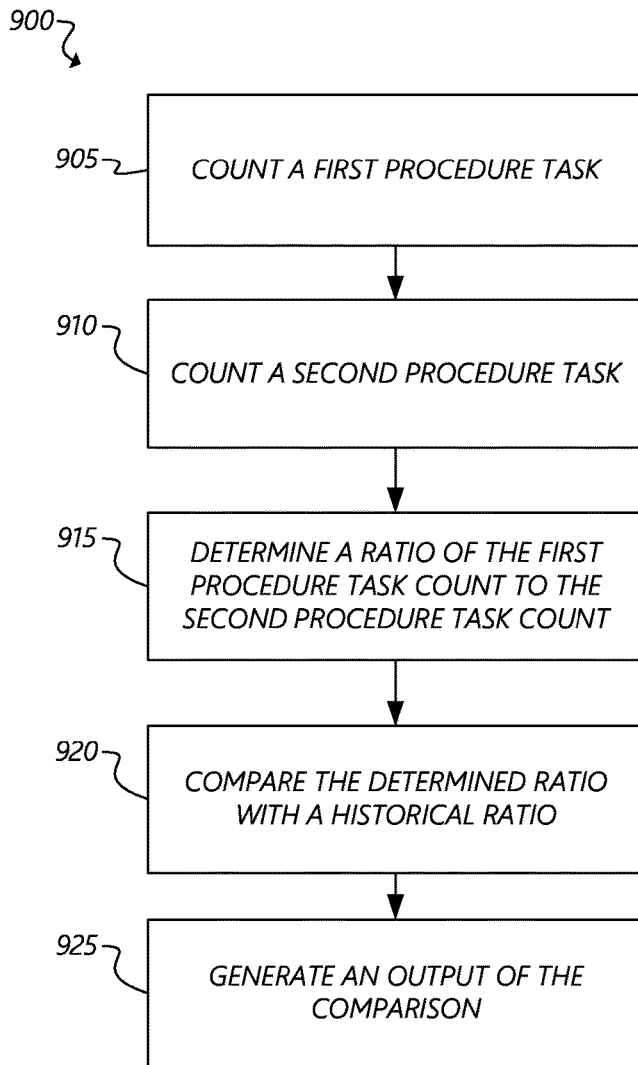 900
905
COUNT A FIRST PROCEDURE TASK
910
COUNT A SECOND PROCEDURE TASK
915
DETERMINE A RATIO OF THE FIRST
PROCEDURE TASK COUNT TO THE
SECOND PROCEDURE TASK COUNT
920
COMPARE THE DETERMINED RATIO
WITH A HISTORICAL RATIO
925
GENERATE AN OUTPUT OF THE
COMPARISON